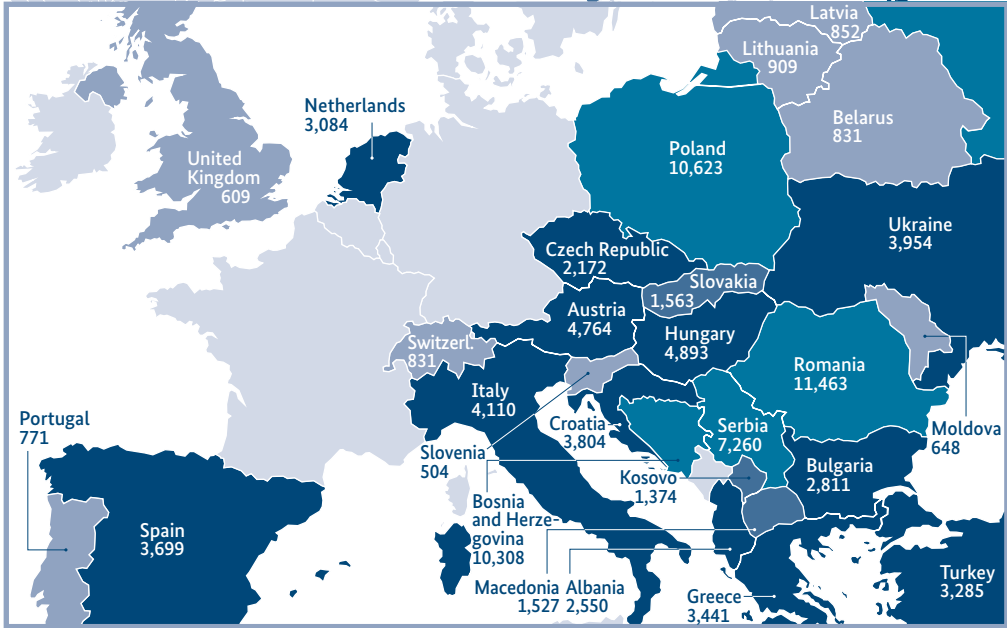 Latvia
852
Lithuania
909
Belarus
831
Netherlands
3,084
United
Kingdom
609
Poland
10,623
Ukraine
3,954
Czech Republic
2,172
Slovakia
1,563
Austria
4,764
Hungary
4,893
Switzerl.
831
Romania
11,463
Italy
4,110
Portugal
771
Croatia
3,804
Serbia
7,260
Moldova
648
Slovenia
504
Kosovo
1,374
Bulgaria
2,811
Bosnia
and Herze-
govina
10,308
Spain
3,699
Macedonia
1,527
Albania
2,550
Greece
3,441
Turkey
3,285